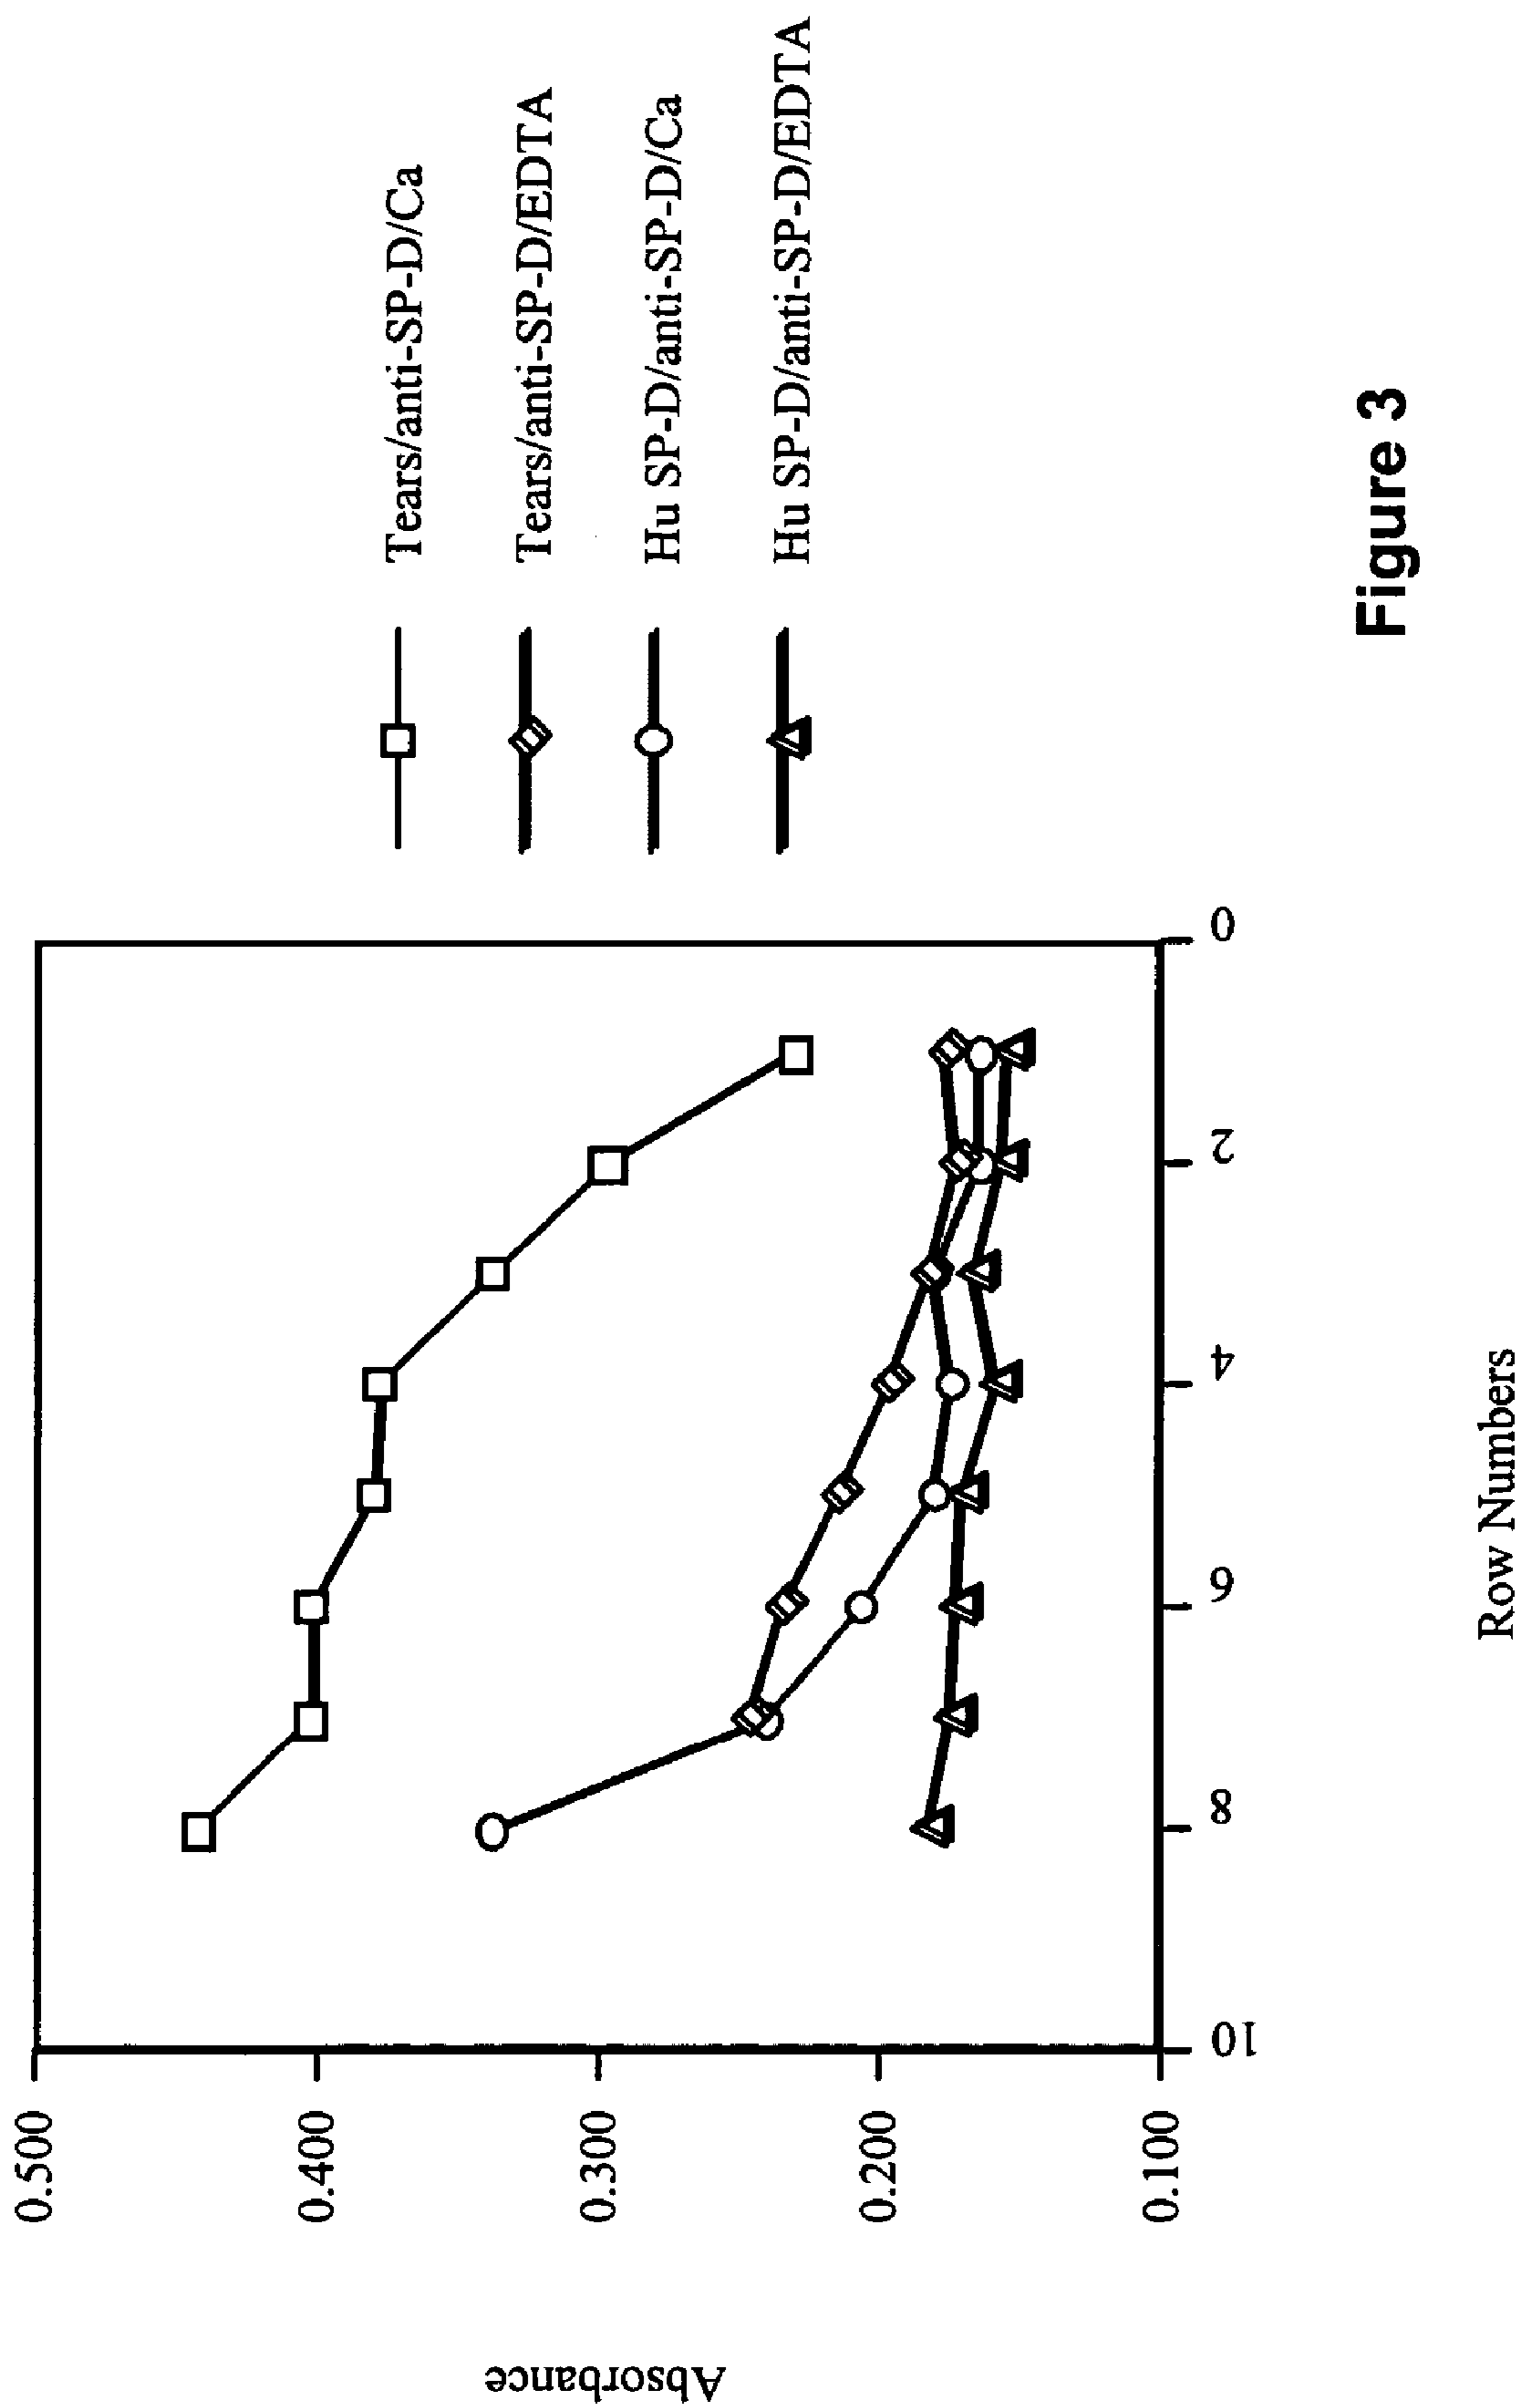 0.500
0.400
0.300
0.200
0.100
Absorbance
10
8
6
4
2
0
Row Numbers
Tears/anti-SP-D/Ca
Tears/anti-SP-D/EDTA
Hu SP-D/anti-SP-D/Ca
Hu SP-D/anti-SP-D/EDTA
Figure 3